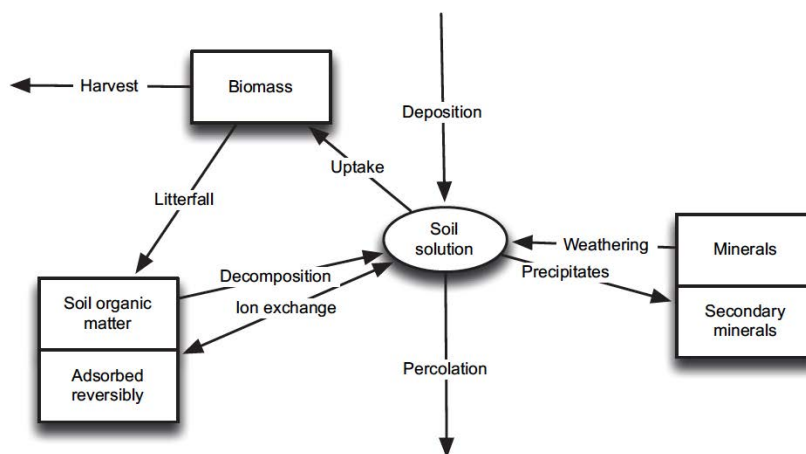 Harvest
Biomass
Deposition
Uptake
Litterfall
Soil
solution
Weathering
Minerals
Precipitates
Decomposition
Soil organic
matter
Ion exchange
Secondary
minerals
Adsorbed
reversibly
Percolation